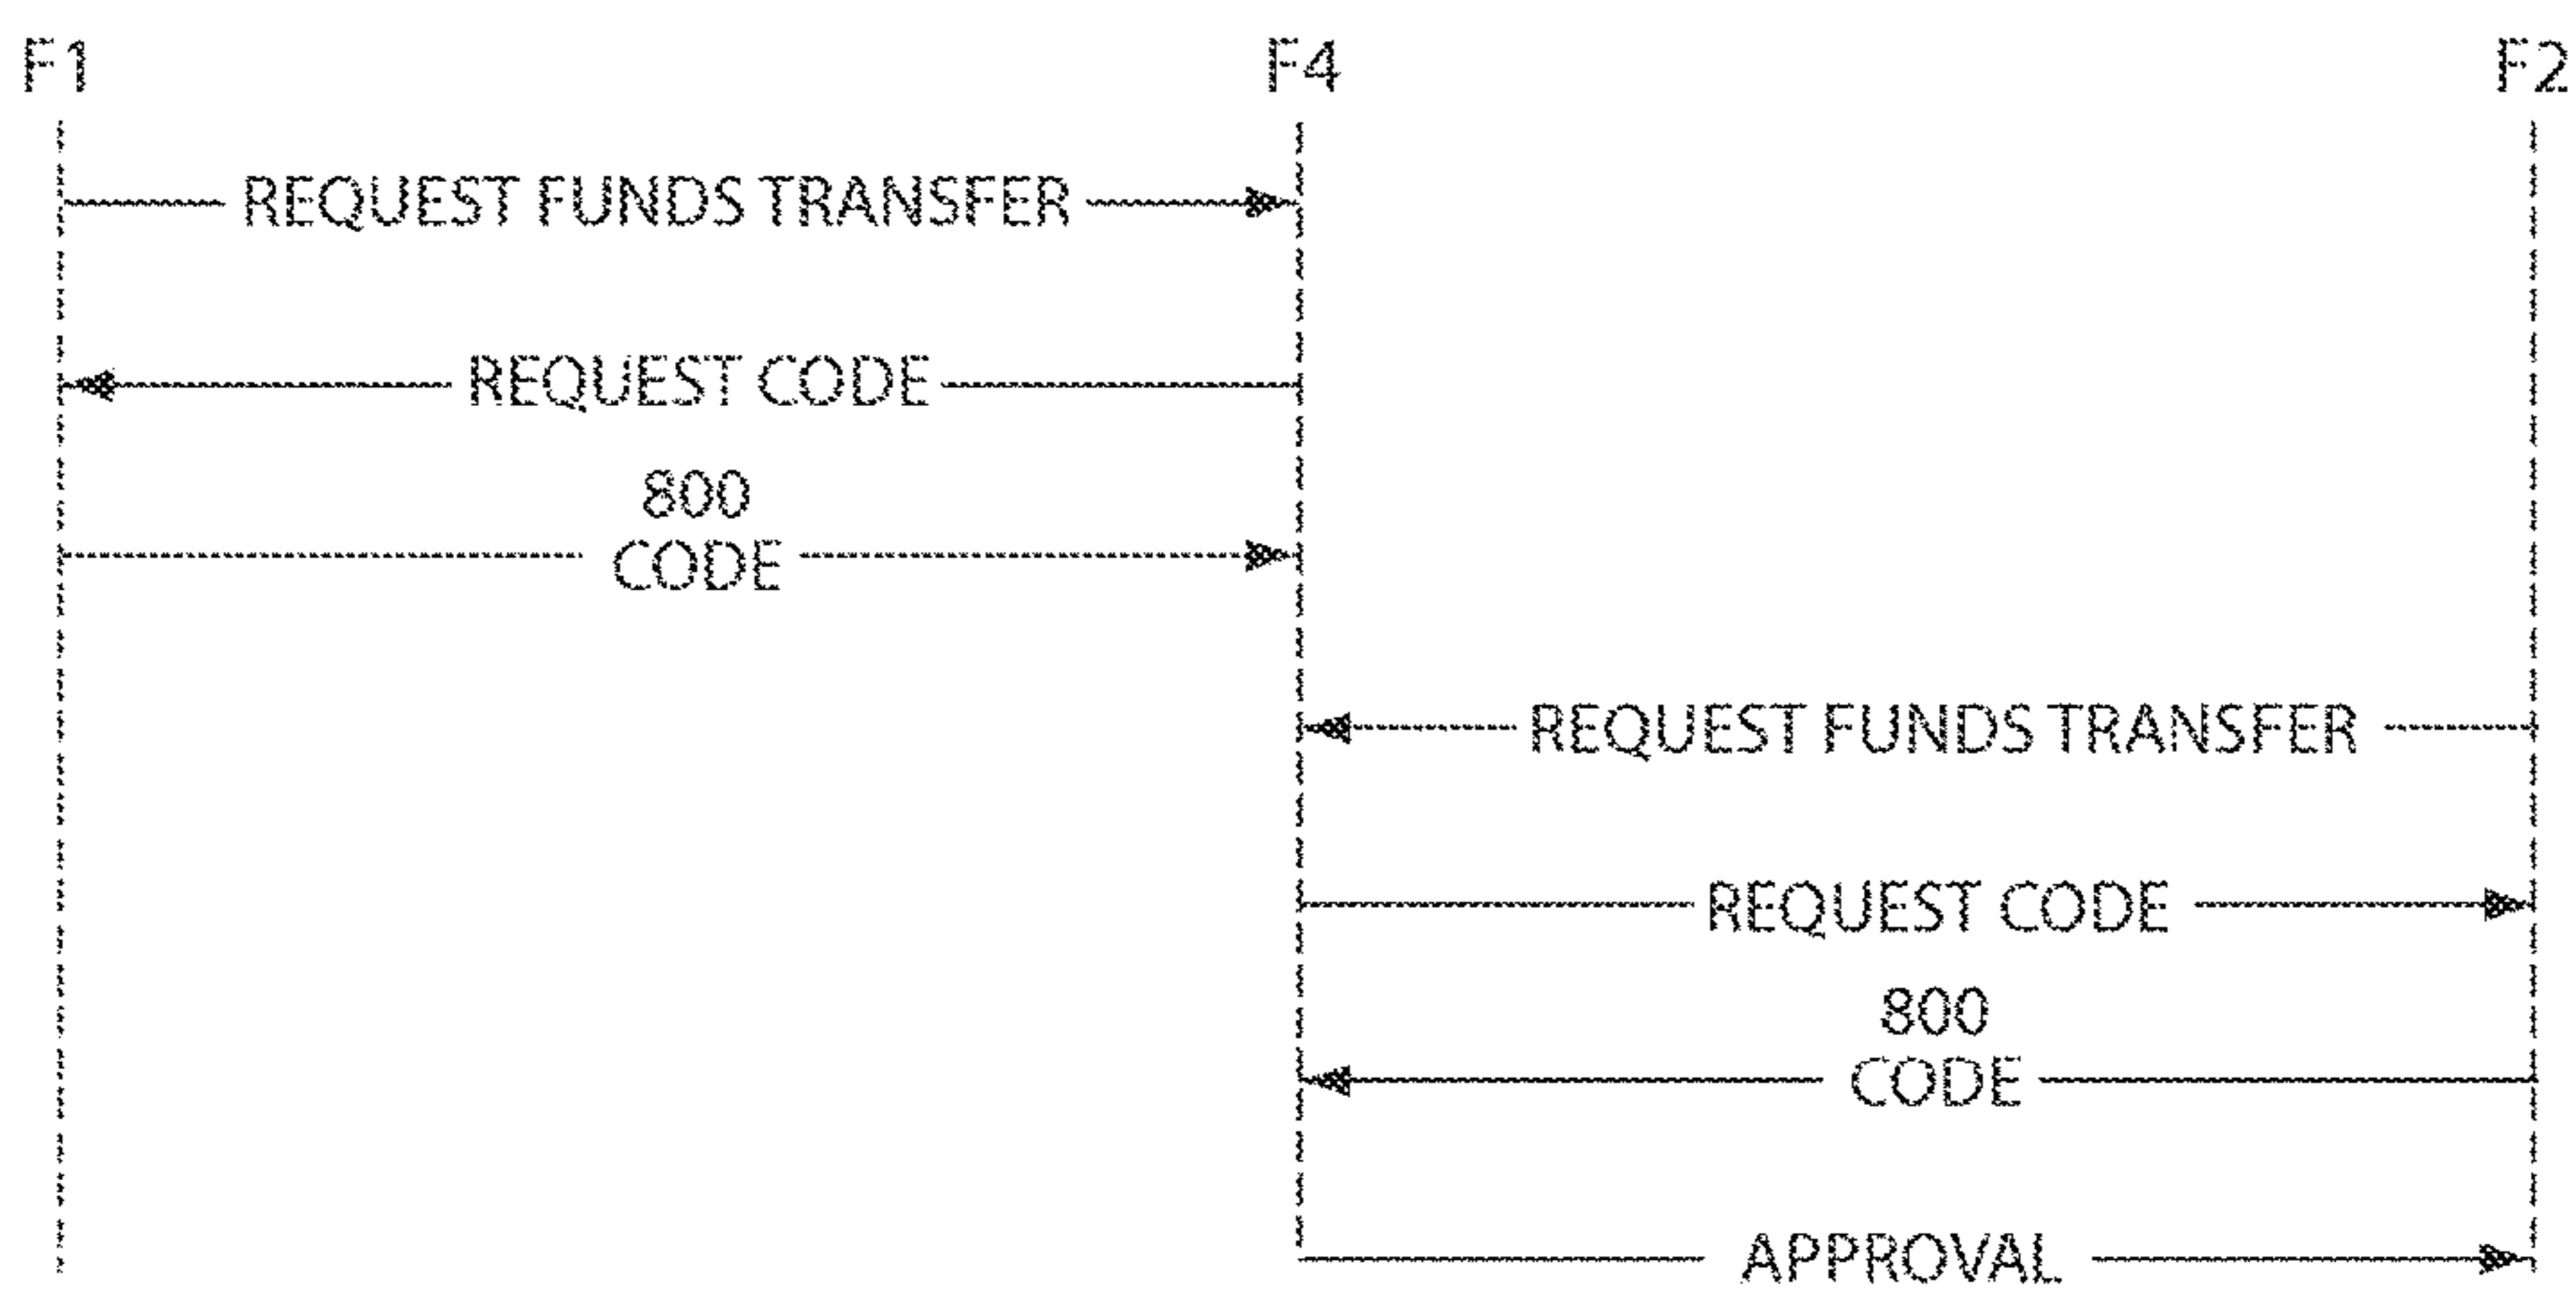 F1 F4 F2
REQUEST FUNDS TRANSFER
REQUEST CODE
800
CODE
REQUEST FUNDS TRANSFER
REQUEST CODE
800
CODE
APPROVAL